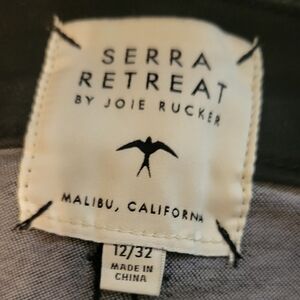 SERRA
RETREAT
BY JOIE RUCKER
MALIBU, CALIFORNIA
12/32
MADE IN
CHINA